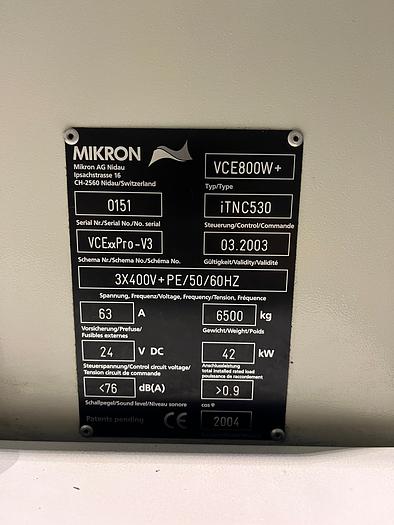 MIKRON
Mikron AG Nidau
Ipsachstrasse 16
CH-2560 Nidau/Switzerland
VCE800W+
Typ/Type
0151
Serial Nr./Serial No./No. serial
iTNC530
Steuerung/Control/Commande
VCExxPro-V3
Schema Nr./Schema No./Schéma No.
03.2003
Gültigkeit/Validity/Validité
3X400V+PE/50/60HZ
Spannung, Frequenz/Voltage, Frequency/Tension, Fréquence
63 A
Vorsicherung/Prefuse/
Fusibles externes
6500 kg
Gewicht/Weight/Poids
24 V DC
Steuerspannung/Control circuit voltage/
Tension circuit de commande
42 kW
Anschlussleistung
total installed rated load
pouissance de raccordement
<76 dB(A)
Schallpegel/Sound level/Niveau sonore
>0.9
cos φ
Patents pending
CE
2004